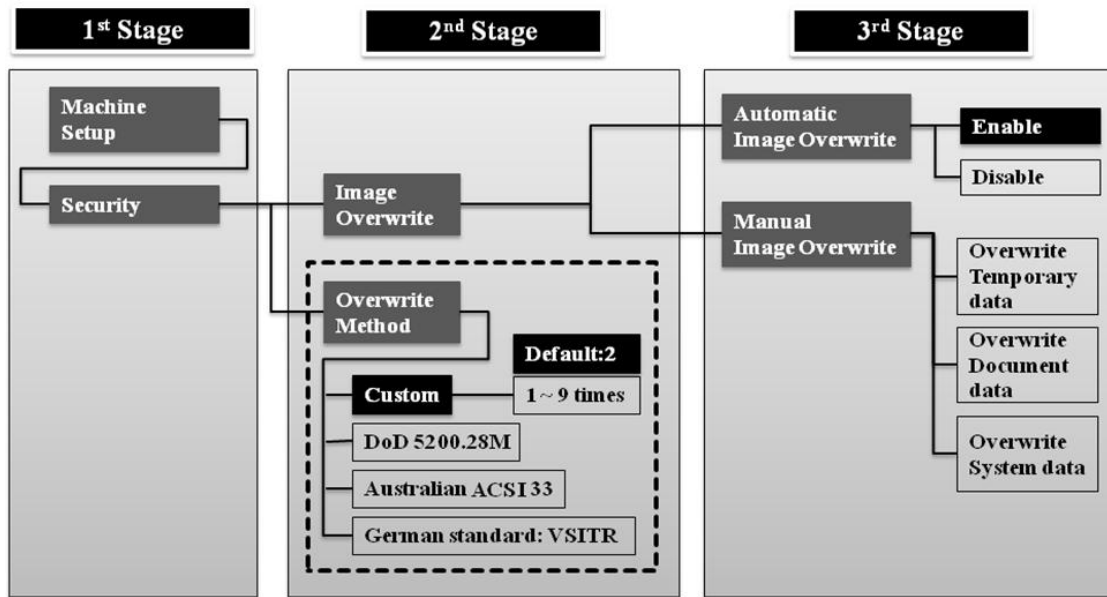 1st Stage
2nd Stage
3rd Stage
Machine
Setup
Security
Image
Overwrite
Overwrite
Method
Default:2
Custom
1 ~ 9 times
DoD 5200.28M
Australian ACSI 33
German standard: VSITR
Automatic
Image Overwrite
Enable
Disable
Manual
Image Overwrite
Overwrite
Temporary
data
Overwrite
Document
data
Overwrite
System data